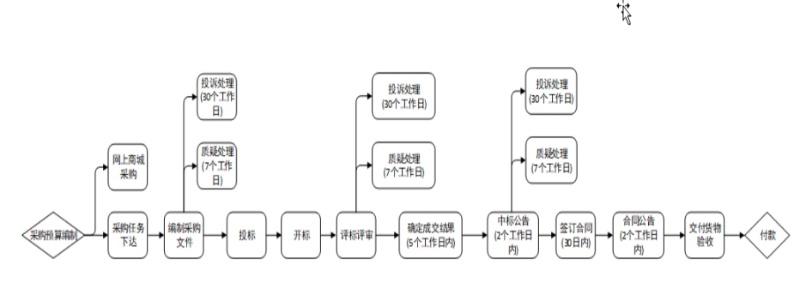 投诉处理
(30个工作
日)
投诉处理
(30个工作日)
投诉处理
(30个工作日)
网上商城
采购
质疑处理
(7个工作
日)
质疑处理
(7个工作日)
质疑处理
(7个工作日)
采购预算编制
采购任务
下达
编制采购
文件
投标
开标
评标评审
确定成交结果
(5个工作日内)
中标公告
(2个工作日
内)
签订合同
(30日内)
合同公告
(2个工作日
内)
交付货物
验收
付款